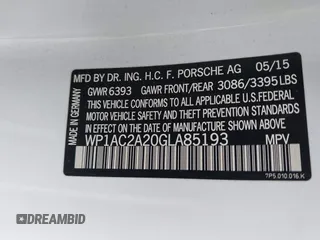 MFD BY DR. ING. H.C.F. PORSCHE AG 05/15
GVWR 6393 GAWR FRONT/REAR 3086/3395LBS
THIS VEHICLE CONFORMS TO ALL APPLICABLE U.S.FEDERAL
MOTOR VEHICLE SAFETY AND THEFT PREVENTION STANDARDS
IN EFFECT ON THE DATE OF MANUFACTURE SHOWN ABOVE.
WP1AC2A20GLA85193 MPV
MADE IN GERMANY
7P5.010.016.K
DREAMBID